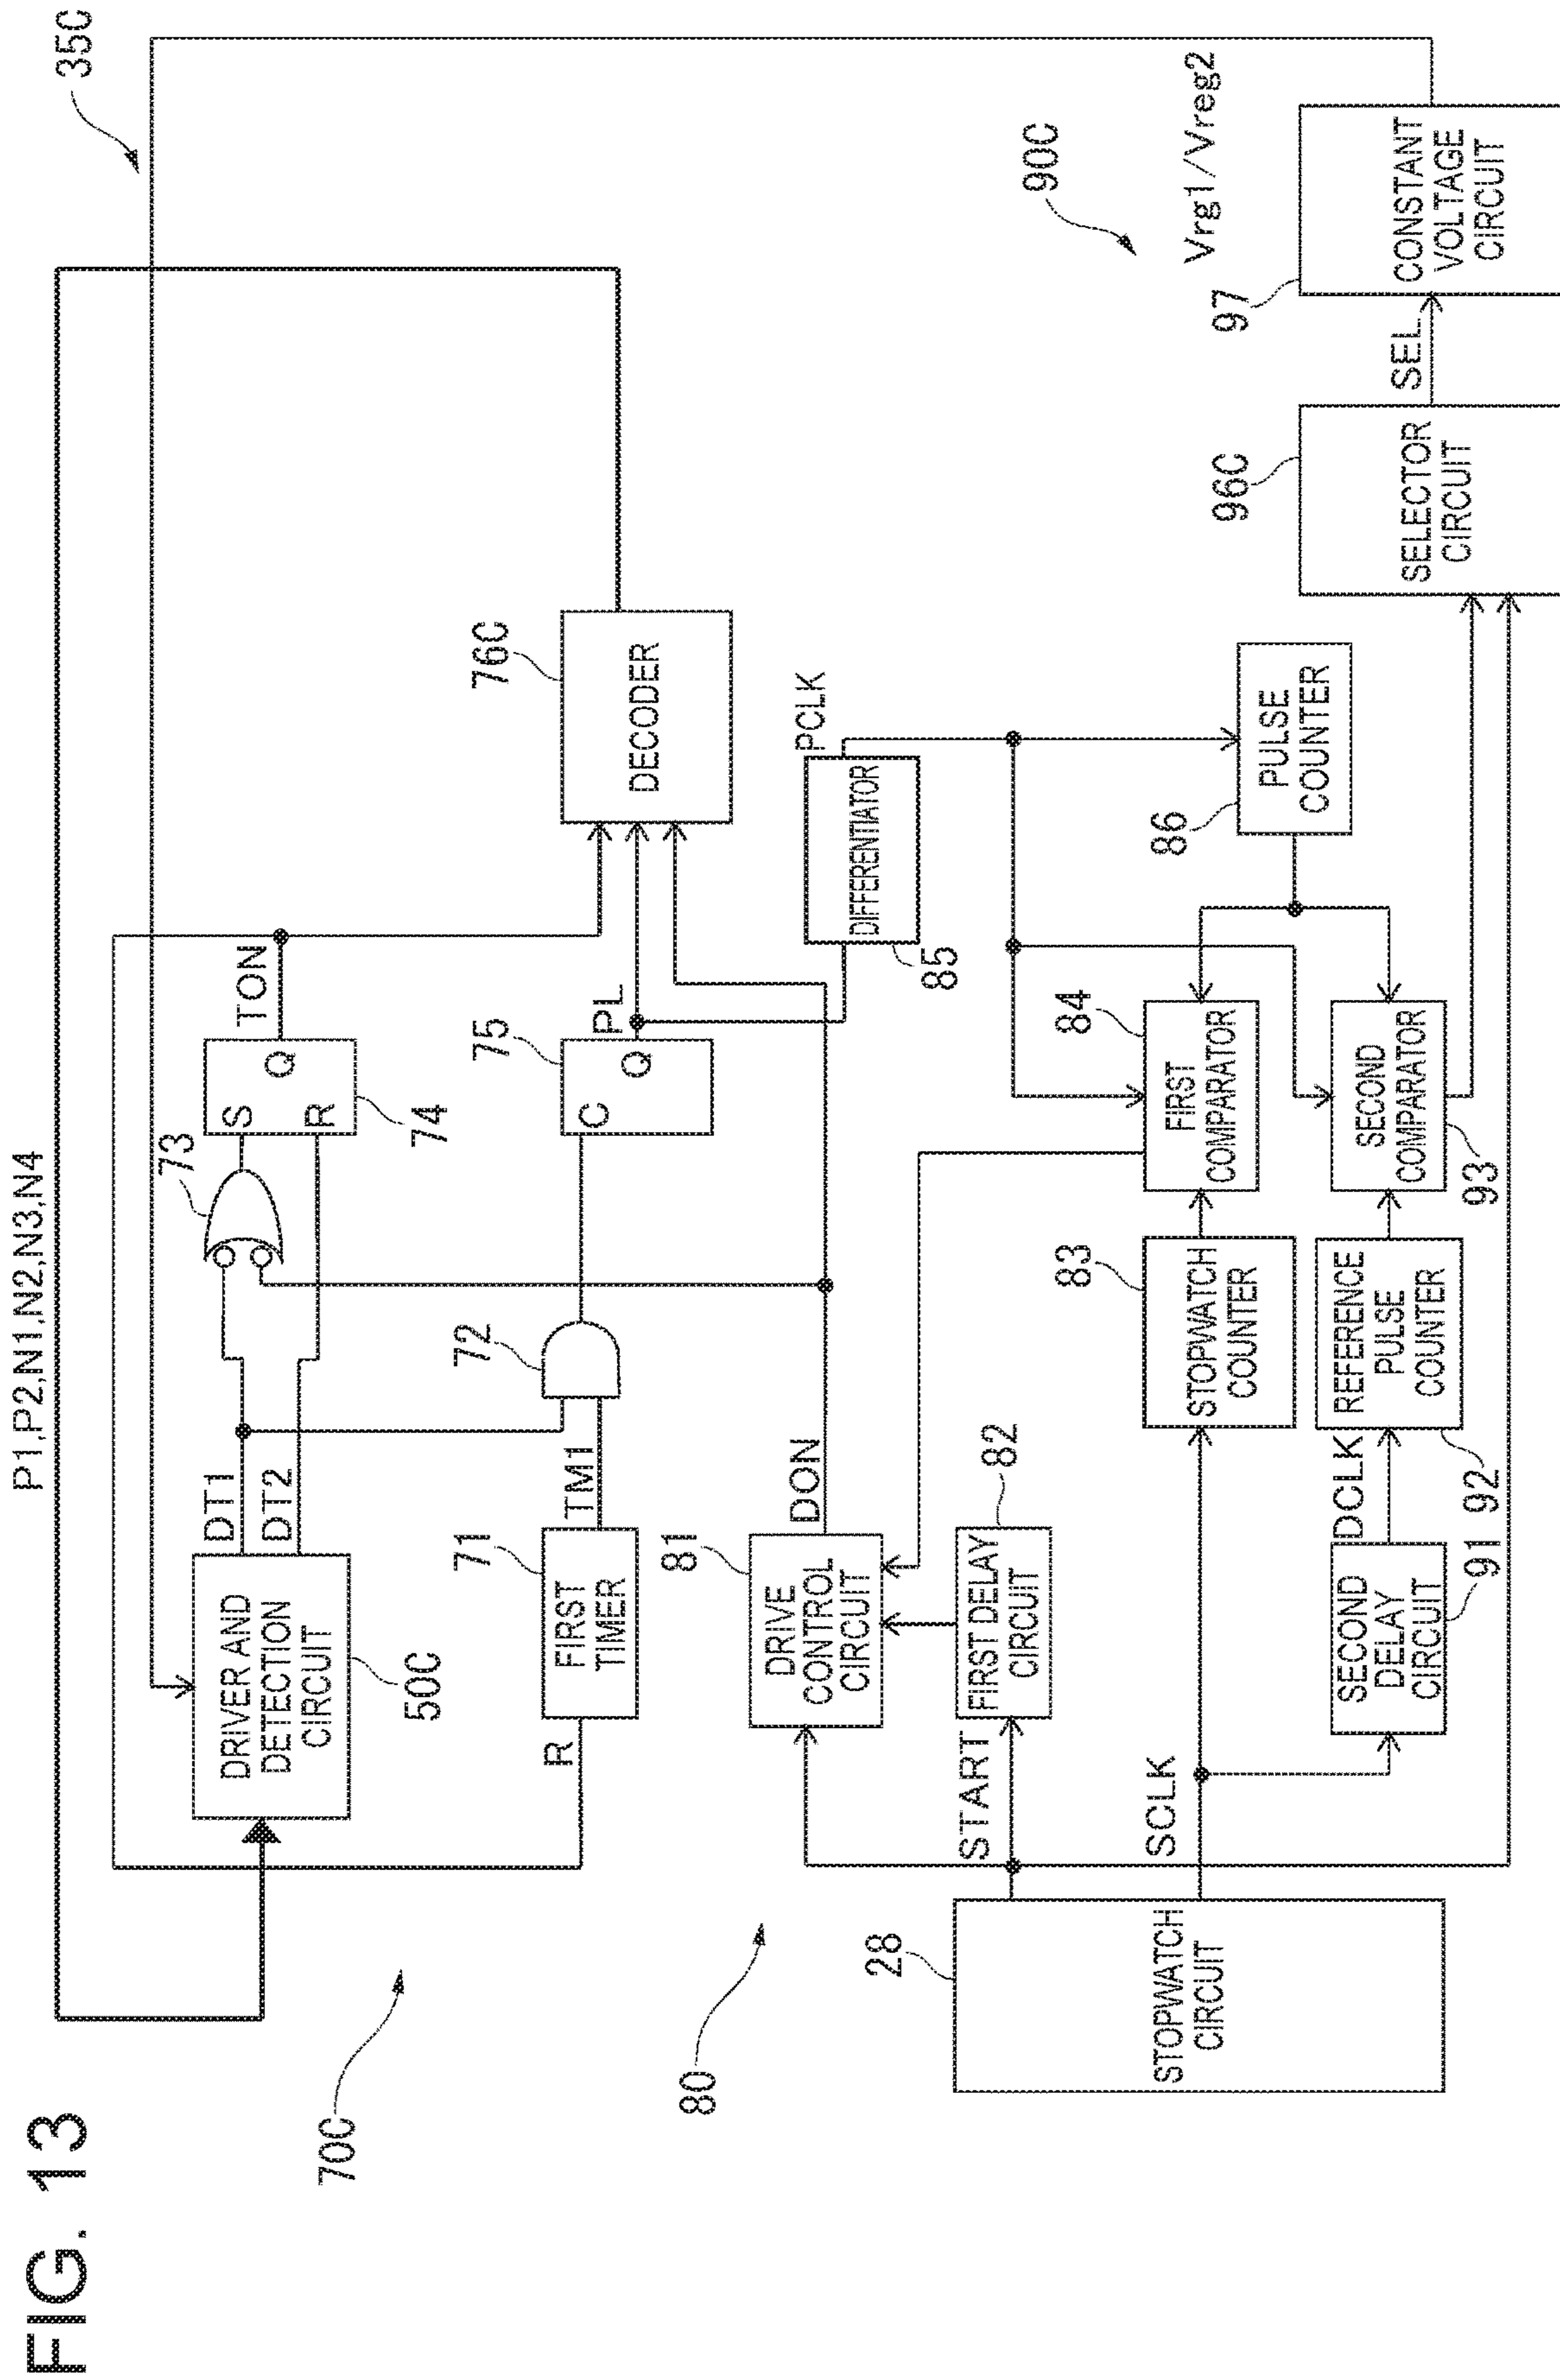 FIG. 13
P1,P2,N1,N2,N3,N4
35C
70C
DRIVER AND
DETECTION
CIRCUIT
50C
DT1
DT2
73
S
R
Q
74
TON
FIRST
TIMER
71
R
TM1
72
C
Q
75
PL
DECODER
76C
80
DRIVE
CONTROL
CIRCUIT
81
DON
DIFFERENTIATOR
85
PCLK
90C
28
STOPWATCH
CIRCUIT
START
SCLK
FIRST DELAY
CIRCUIT
82
STOPWATCH
COUNTER
83
FIRST
COMPARATOR
84
PULSE
COUNTER
86
SECOND
DELAY
CIRCUIT
91
DCLK
REFERENCE
PULSE
COUNTER
92
SECOND
COMPARATOR
93
SELECTOR
CIRCUIT
96C
SEL
CONSTANT
VOLTAGE
CIRCUIT
97
Vrg1/Vreg2